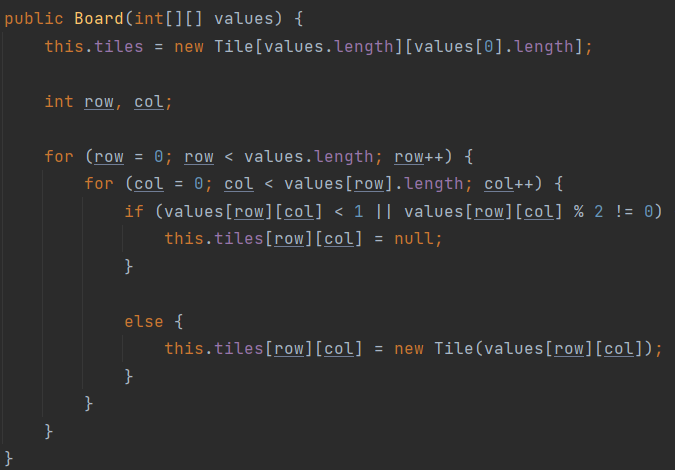 public Board(int[][] values) {
    this.tiles = new Tile[values.length][values[0].length];

    int row, col;

    for (row = 0; row < values.length; row++) {
        for (col = 0; col < values[row].length; col++) {
            if (values[row][col] < 1 || values[row][col] % 2 != 0)
                this.tiles[row][col] = null;
            }

            else {
                this.tiles[row][col] = new Tile(values[row][col]);
            }
        }
    }
}